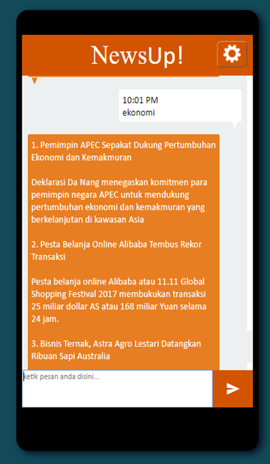 NewsUp!
10:01 PM
ekonomi
1. Pemimpin APEC Sepakat Dukung Pertumbuhan
Ekonomi dan Kemakmuran
Deklarasi Da Nang menegaskan komitmen para
pemimpin negara APEC untuk mendukung
pertumbuhan ekonomi dan kemakmuran yang
berkelanjutan di kawasan Asia
2. Pesta Belanja Online Alibaba Tembus Rekor
Transaksi
Pesta belanja online Alibaba atau 11.11 Global
Shopping Festival 2017 membukukan transaksi
25 miliar dollar AS atau 168 miliar Yuan selama
24 jam.
3. Bisnis Ternak, Astra Agro Lestari Datangkan
Ribuan Sapi Australia
ketik pesan anda disini...